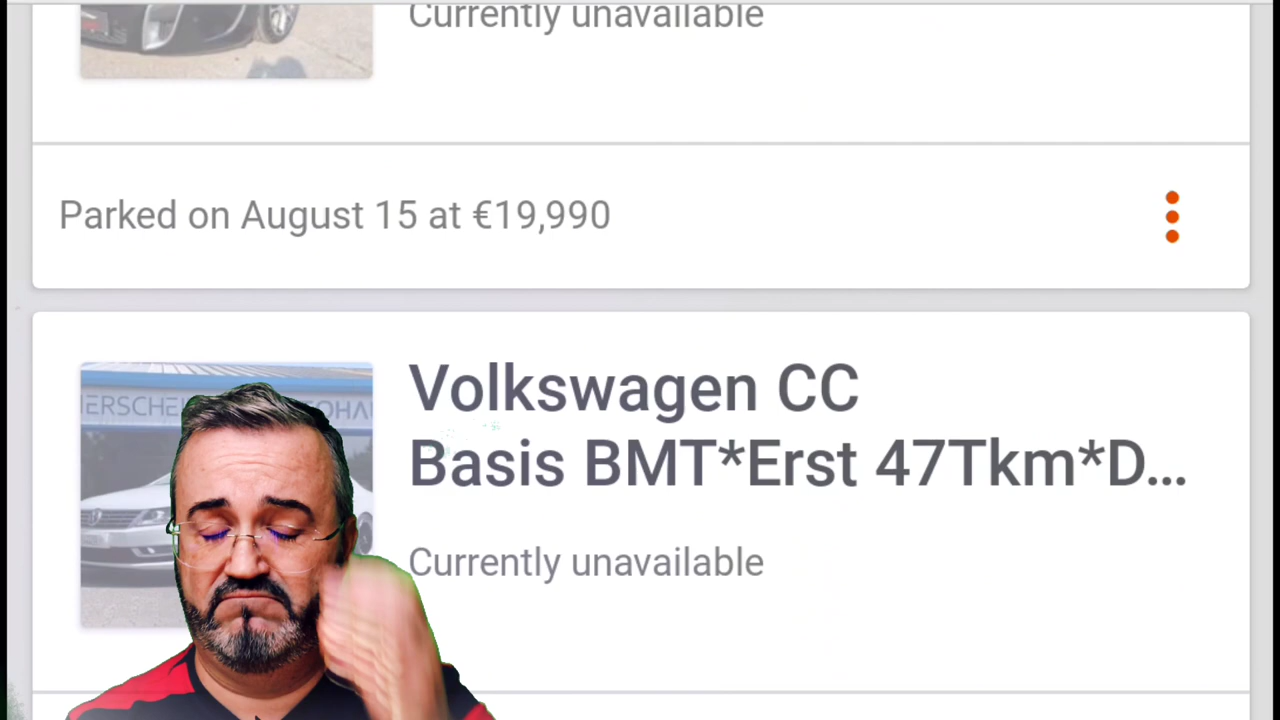 Currently unavailable
Parked on August 15 at €19,990
Volkswagen CC
Basis BMT*Erst 47Tkm*D...
Currently unavailable